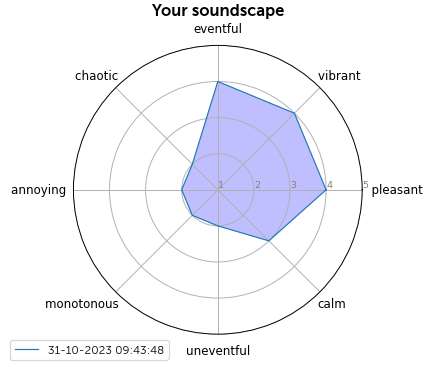 Your soundscape
eventful
chaotic
vibrant
annoying
1
2
3
4
5
pleasant
monotonous
calm
uneventful
31-10-2023 09:43:48